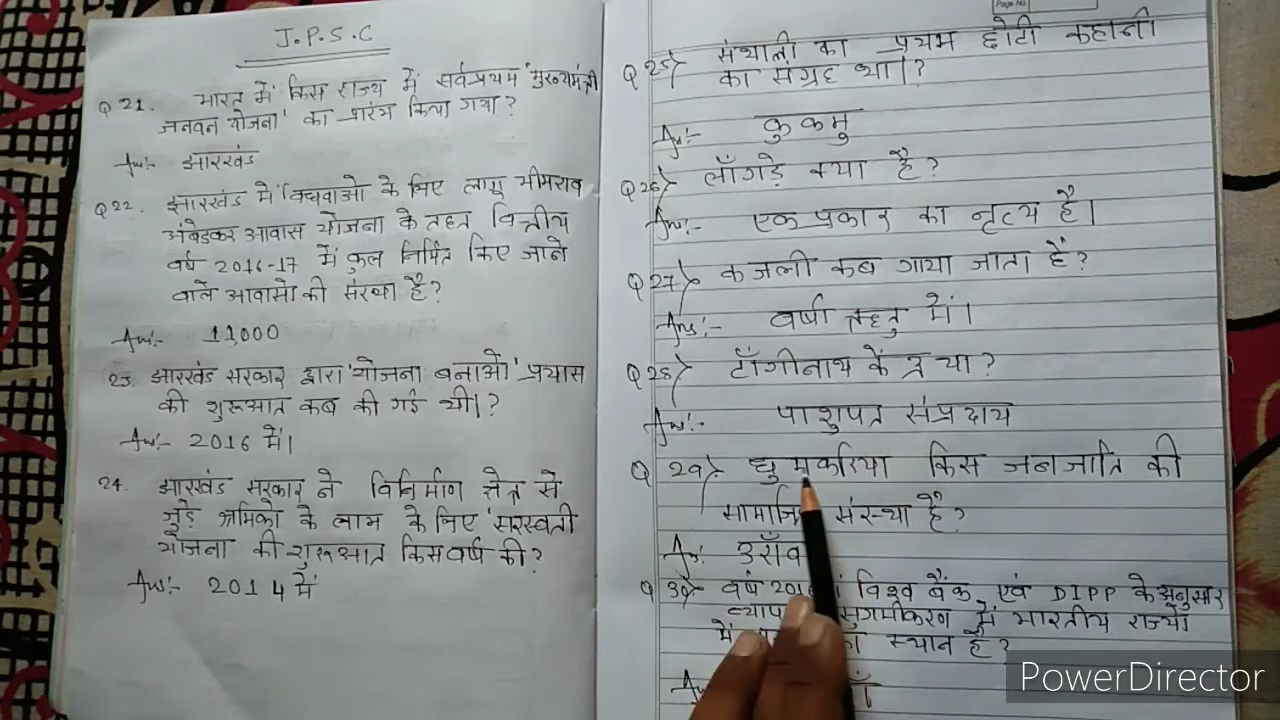 J.P.S.C
Q 21. भारत में किस राज्य में सर्वप्रथम 'मुख्यमंत्री
जनवन योजना' का प्रारंभ किया गया?
Ans:- झारखंड
Q 22. झारखंड में विधवाओं के लिए लागू भीमराव
अंबेडकर आवास योजना के तहत वित्तीय
वर्ष 2016-17 में कुल निर्मित किए जाने
वाले आवासों की संख्या है?
Ans:- 11,000
23. झारखंड सरकार द्वारा 'योजना बनाओ' प्रयास
की शुरूआत कब की गई थी।?
Ans:- 2016 में।
24. झारखंड सरकार ने विनिर्माण क्षेत्र से
जुड़े श्रमिकों के लाभ के लिए 'सरस्वती
योजना की शुरूआत किस वर्ष की?
Ans:- 2014 में
Page No.
Q 25) संथाली का प्रथम छोटी कहानी
का संग्रह था।?
Ans:- कुकमु
Q 26) लाँगड़े क्या है?
Ans:- एक प्रकार का नृत्य है।
Q 27) कजली कब गाया जाता है?
Ans:- वर्षा ऋतु में।
Q 28) टाँगीनाथ केंद्र था?
Ans:- पाशुपत संप्रदाय
Q 29) धुमकुरिया किस जनजाति की
सामाजिक संस्था है?
Ans: उराँव
Q 30) वर्ष विश्व बैंक एवं DIPP के अनुसार
सुगमीकरण में भारतीय राज्यों
में स्थान है?
PowerDirector